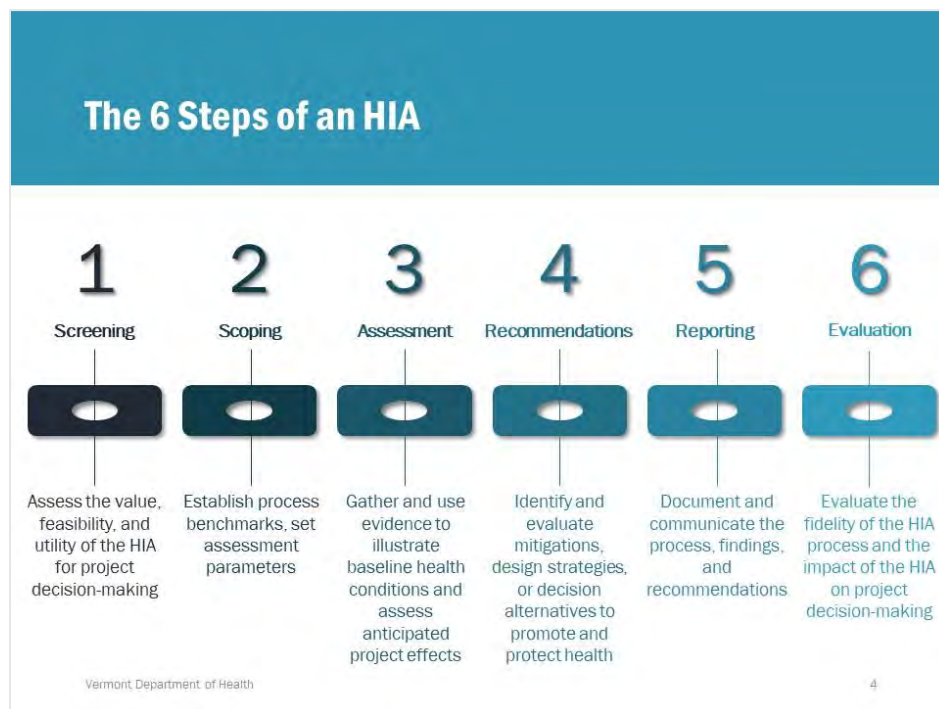 The 6 Steps of an HIA
1
Screening
Assess the value,
feasibility, and
utility of the HIA
for project
decision-making
2
Scoping
Establish process
benchmarks, set
assessment
parameters
3
Assessment
Gather and use
evidence to
illustrate
baseline health
conditions and
assess
anticipated
project effects
4
Recommendations
Identify and
evaluate
mitigations,
design strategies,
or decision
alternatives to
promote and
protect health
5
Reporting
Document and
communicate the
process, findings,
and
recommendations
6
Evaluation
Evaluate the
fidelity of the HIA
process and the
impact of the HIA
on project
decision-making
Vermont Department of Health
4